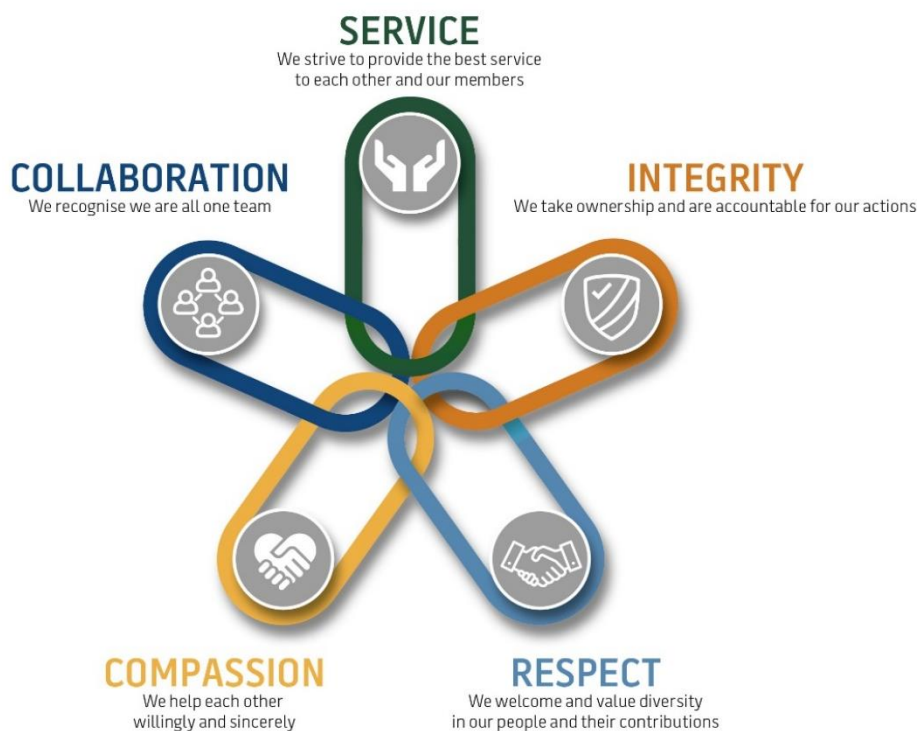 SERVICE
We strive to provide the best service
to each other and our members
COLLABORATION
We recognise we are all one team
INTEGRITY
We take ownership and are accountable for our actions
COMPASSION
We help each other
willingly and sincerely
RESPECT
We welcome and value diversity
in our people and their contributions